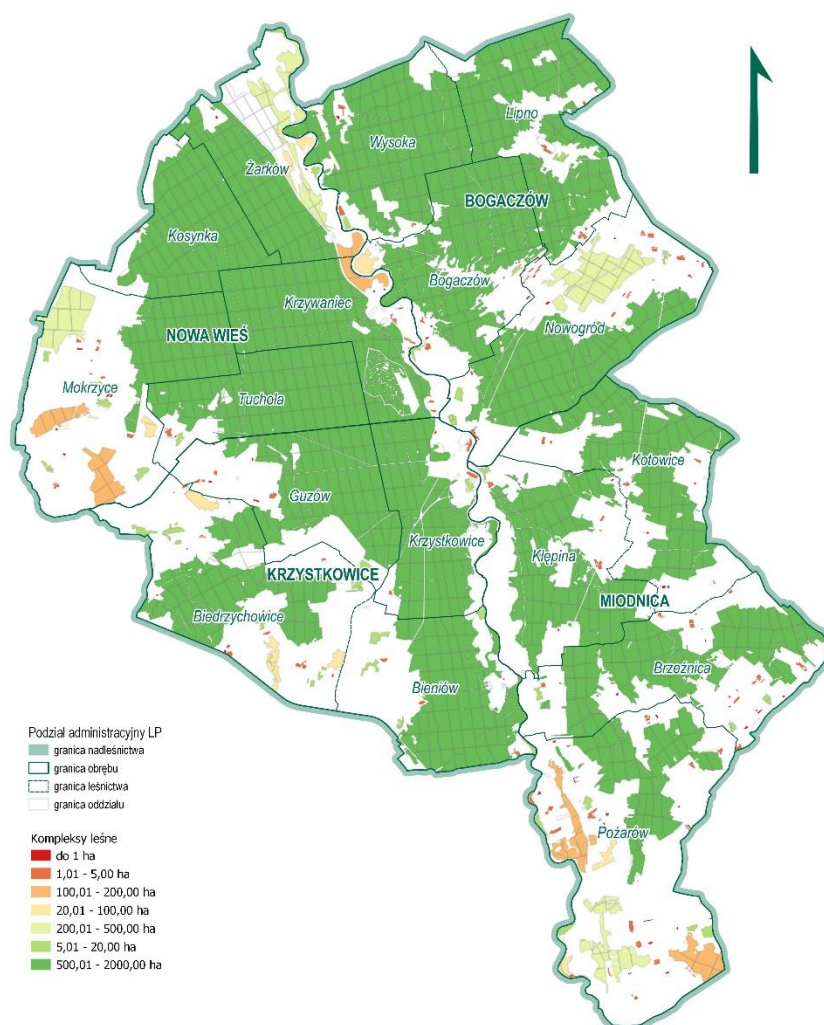 Lipno
Wysoka
Żarków
BOGACZÓW
Kosynka
Bogaczów
Krzywaniec
Nowogród
NOWA WIEŚ
Mokrzyce
Tuchola
Kotowice
Guzów
Krzystkowice
Kłępina
KRZYSTKOWICE
MIODNICA
Biedrzychowice
Brzeźnica
Bieniów
Pożarów
Podział administracyjny LP
granica nadleśnictwa
granica obrębu
granica leśnictwa
granica oddziału
Kompleksy leśne
do 1 ha
1,01 - 5,00 ha
100,01 - 200,00 ha
20,01 - 100,00 ha
200,01 - 500,00 ha
5,01 - 20,00 ha
500,01 - 2000,00 ha